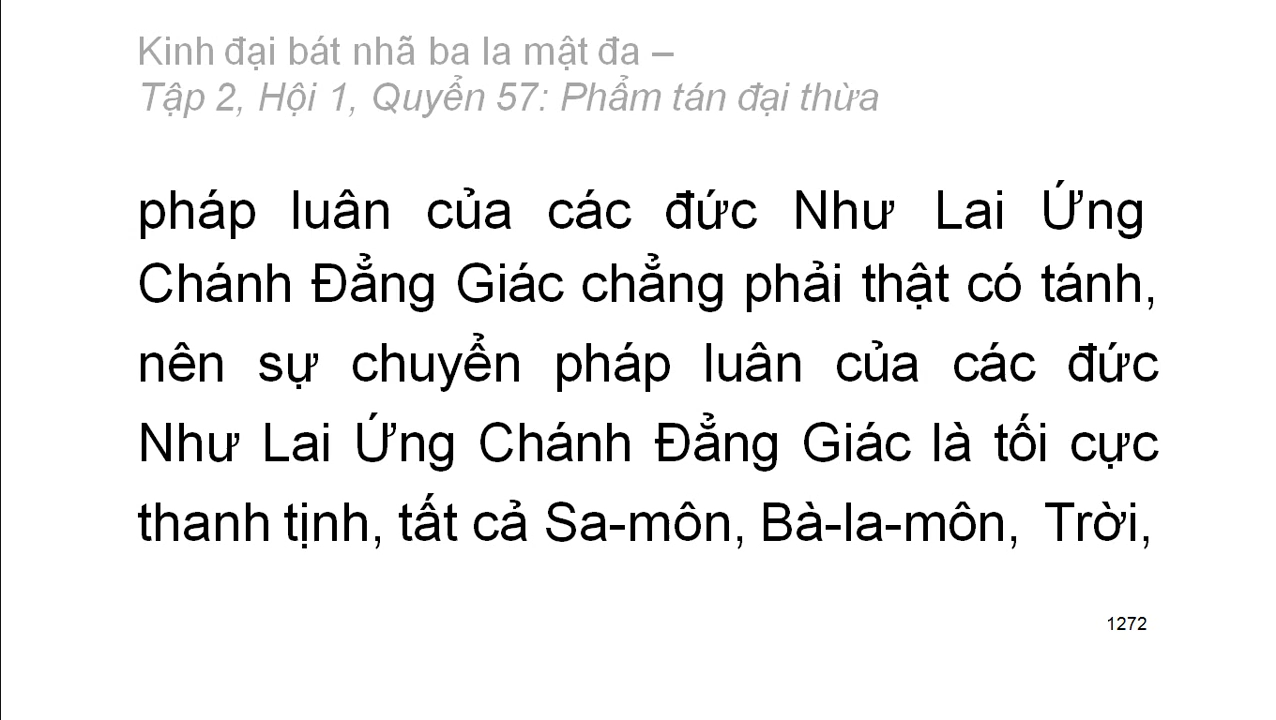 Kinh đại bát nhã ba la mật đa –
Tập 2, Hội 1, Quyển 57: Phẩm tán đại thừa
pháp luân của các đức Như Lai Ứng
Chánh Đẳng Giác chẳng phải thật có tánh,
nên sự chuyển pháp luân của các đức
Như Lai Ứng Chánh Đẳng Giác là tối cực
thanh tịnh, tất cả Sa-môn, Bà-la-môn, Trời,
1272